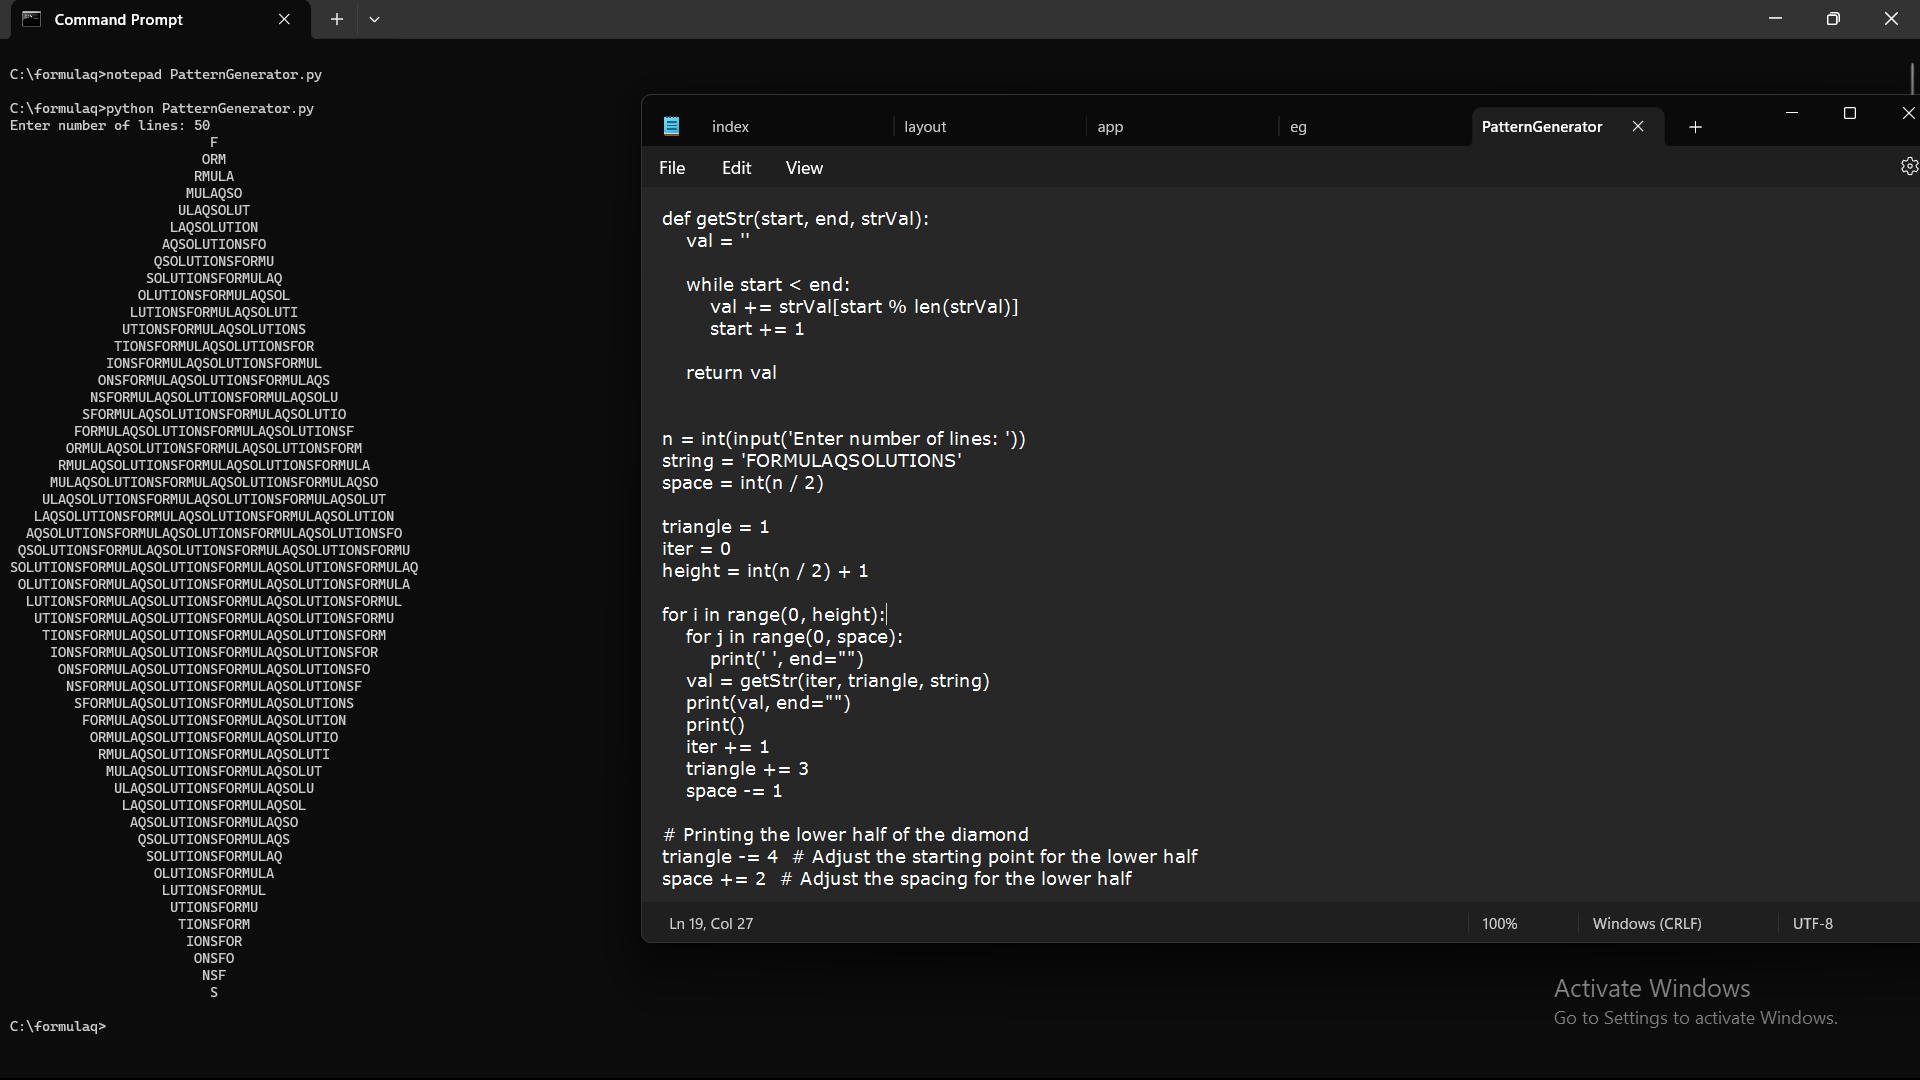 Command Prompt
C:\formulaq>notepad PatternGenerator.py
C:\formulaq>python PatternGenerator.py
Enter number of lines: 50
F
ORM
RMULA
MULAQSO
ULAQSOLUT
LAQSOLUTION
AQSOLUTIONSFO
QSOLUTIONSFORMU
SOLUTIONSFORMULAQ
OLUTIONSFORMULAQSOL
LUTIONSFORMULAQSOLUTI
UTIONSFORMULAQSOLUTIONS
TIONSFORMULAQSOLUTIONSFOR
IONSFORMULAQSOLUTIONSFORMUL
ONSFORMULAQSOLUTIONSFORMULAQS
NSFORMULAQSOLUTIONSFORMULAQSOLU
SFORMULAQSOLUTIONSFORMULAQSOLUTIO
FORMULAQSOLUTIONSFORMULAQSOLUTIONSF
ORMULAQSOLUTIONSFORMULAQSOLUTIONSFORM
RMULAQSOLUTIONSFORMULAQSOLUTIONSFORMULA
MULAQSOLUTIONSFORMULAQSOLUTIONSFORMULAQSO
ULAQSOLUTIONSFORMULAQSOLUTIONSFORMULAQSOLUT
LAQSOLUTIONSFORMULAQSOLUTIONSFORMULAQSOLUTION
AQSOLUTIONSFORMULAQSOLUTIONSFORMULAQSOLUTIONSFO
QSOLUTIONSFORMULAQSOLUTIONSFORMULAQSOLUTIONSFORMU
SOLUTIONSFORMULAQSOLUTIONSFORMULAQSOLUTIONSFORMULAQ
OLUTIONSFORMULAQSOLUTIONSFORMULAQSOLUTIONSFORMULA
LUTIONSFORMULAQSOLUTIONSFORMULAQSOLUTIONSFORMUL
UTIONSFORMULAQSOLUTIONSFORMULAQSOLUTIONSFORMU
TIONSFORMULAQSOLUTIONSFORMULAQSOLUTIONSFORM
IONSFORMULAQSOLUTIONSFORMULAQSOLUTIONSFOR
ONSFORMULAQSOLUTIONSFORMULAQSOLUTIONSFO
NSFORMULAQSOLUTIONSFORMULAQSOLUTIONSF
SFORMULAQSOLUTIONSFORMULAQSOLUTIONS
FORMULAQSOLUTIONSFORMULAQSOLUTION
ORMULAQSOLUTIONSFORMULAQSOLUTIO
RMULAQSOLUTIONSFORMULAQSOLUTI
MULAQSOLUTIONSFORMULAQSOLUT
ULAQSOLUTIONSFORMULAQSOLU
LAQSOLUTIONSFORMULAQSOL
AQSOLUTIONSFORMULAQSO
QSOLUTIONSFORMULAQS
SOLUTIONSFORMULAQ
OLUTIONSFORMULA
LUTIONSFORMUL
UTIONSFORMU
TIONSFORM
IONSFOR
ONSFO
NSF
S
C:\formulaq>
index layout app eg PatternGenerator
File Edit View
def getStr(start, end, strVal):
val = ''
while start < end:
val += strVal[start % len(strVal)]
start += 1
return val
n = int(input('Enter number of lines: '))
string = 'FORMULAQSOLUTIONS'
space = int(n / 2)
triangle = 1
iter = 0
height = int(n / 2) + 1
for i in range(0, height):
for j in range(0, space):
print(' ', end="")
val = getStr(iter, triangle, string)
print(val, end="")
print()
iter += 1
triangle += 3
space -= 1
# Printing the lower half of the diamond
triangle -= 4 # Adjust the starting point for the lower half
space += 2 # Adjust the spacing for the lower half
Ln 19, Col 27 100% Windows (CRLF) UTF-8
Activate Windows
Go to Settings to activate Windows.